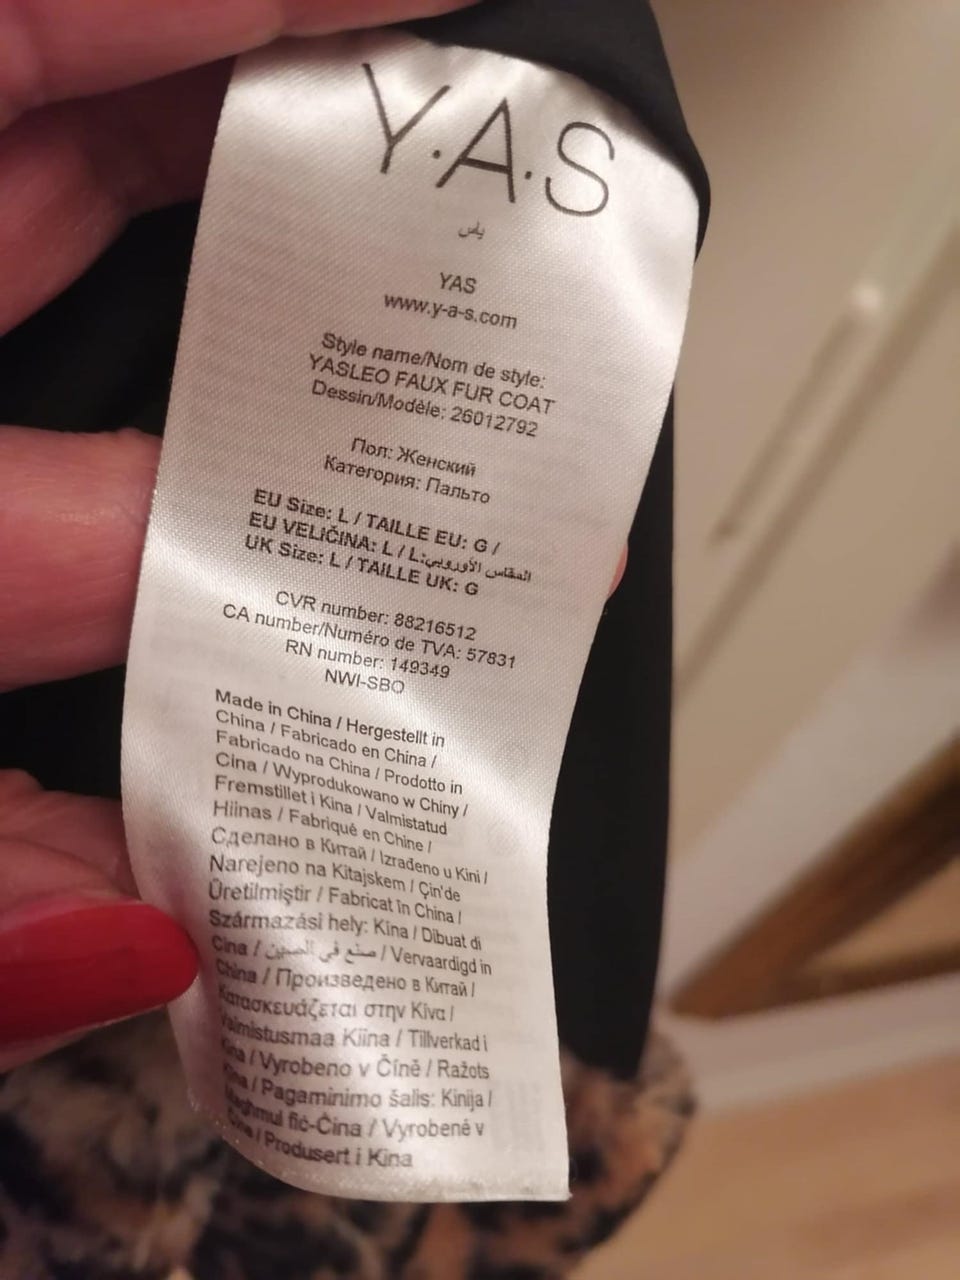 Y.A.S
ياس
YAS
www.y-a-s.com
Style name/Nom de style:
YASLEO FAUX FUR COAT
Dessin/Modèle: 26012792
Пол: Женский
Категория: Пальто
EU Size: L / TAILLE EU: G /
EU VELIČINA: L / L:المقاس الأوروبي
UK Size: L / TAILLE UK: G
CVR number: 88216512
CA number/Numéro de TVA: 57831
RN number: 149349
NWI-SBO
Made in China / Hergestellt in
China / Fabricado en China /
Fabricado na China / Prodotto in
Cina / Wyprodukowano w Chiny /
Fremstillet i Kina / Valmistatud
Hiinas / Fabriqué en Chine /
Сделано в Китай / Izrađeno u Kini /
Narejeno na Kitajskem / Çin'de
Üretilmiştir / Fabricat în China /
Származási hely: Kína / Dibuat di
Cina / صنع في الصين / Vervaardigd in
China / Произведено в Китай /
Κατασκευάζεται στην Κίνα /
Valmistusmaa Kiina / Tillverkad i
Kina / Vyrobeno v Číně / Ražots
Ķīna / Pagaminimo šalis: Kinija /
Magħmul fiċ-Ċina / Vyrobené v
Čína / Produsert i Kina